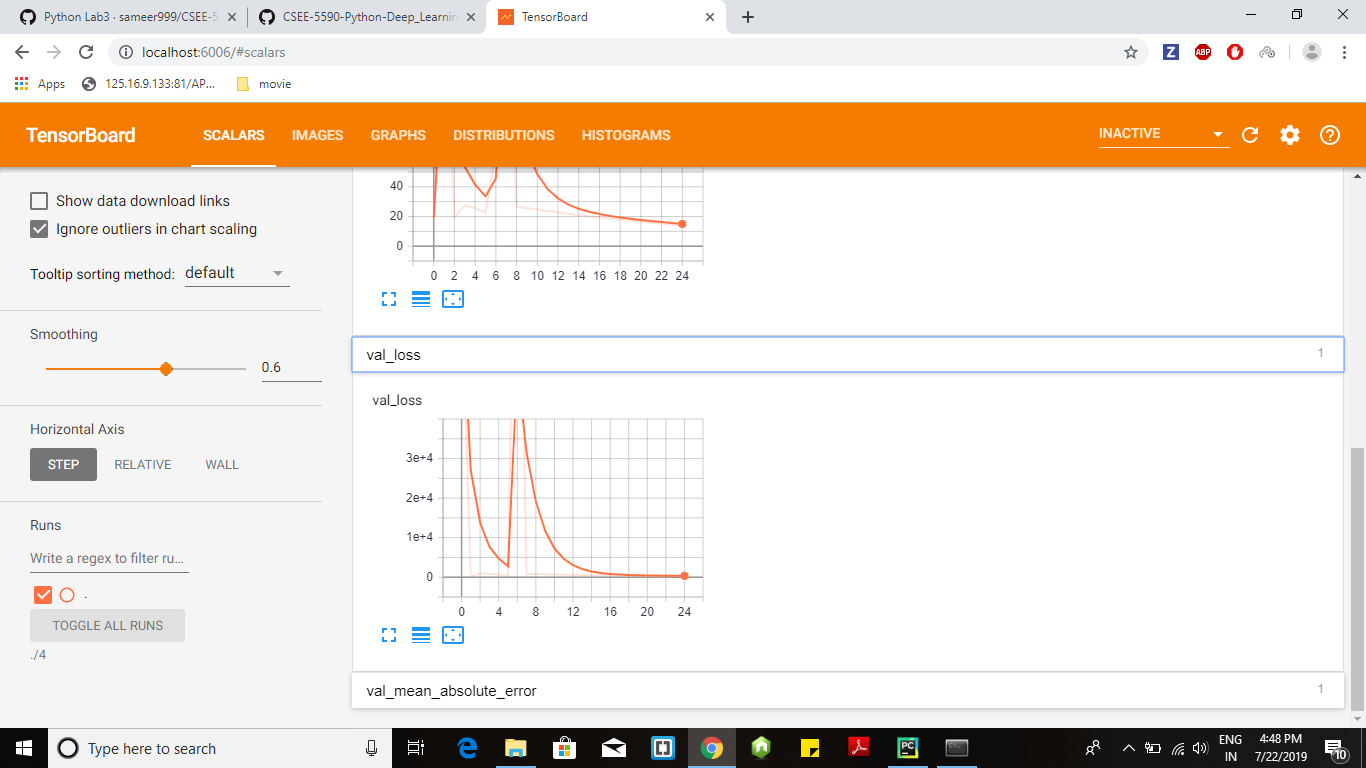 Python Lab3 · sameer999/CSEE-5
CSEE-5590-Python-Deep_Learnin
TensorBoard
localhost:6006/#scalars
Z
ABP
Apps
125.16.9.133:81/AP...
movie
TensorBoard
SCALARS
IMAGES
GRAPHS
DISTRIBUTIONS
HISTOGRAMS
INACTIVE
Show data download links
Ignore outliers in chart scaling
Tooltip sorting method: default
Smoothing
0.6
Horizontal Axis
STEP RELATIVE WALL
Runs
Write a regex to filter ru...
.
TOGGLE ALL RUNS
./4
40
20
0
0 2 4 6 8 10 12 14 16 18 20 22 24
val_loss 1
val_loss
3e+4
2e+4
1e+4
0
0 4 8 12 16 20 24
val_mean_absolute_error 1
Type here to search
PC
ENG
IN
4:48 PM
7/22/2019
10